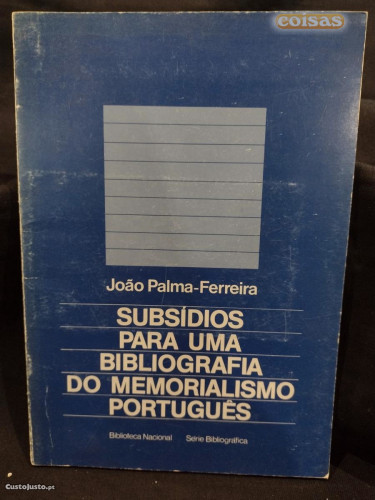 coisas
João Palma-Ferreira
SUBSÍDIOS
PARA UMA
BIBLIOGRAFIA
DO MEMORIALISMO
PORTUGUÊS
Biblioteca Nacional Série Bibliográfica
CustoJusto.pt